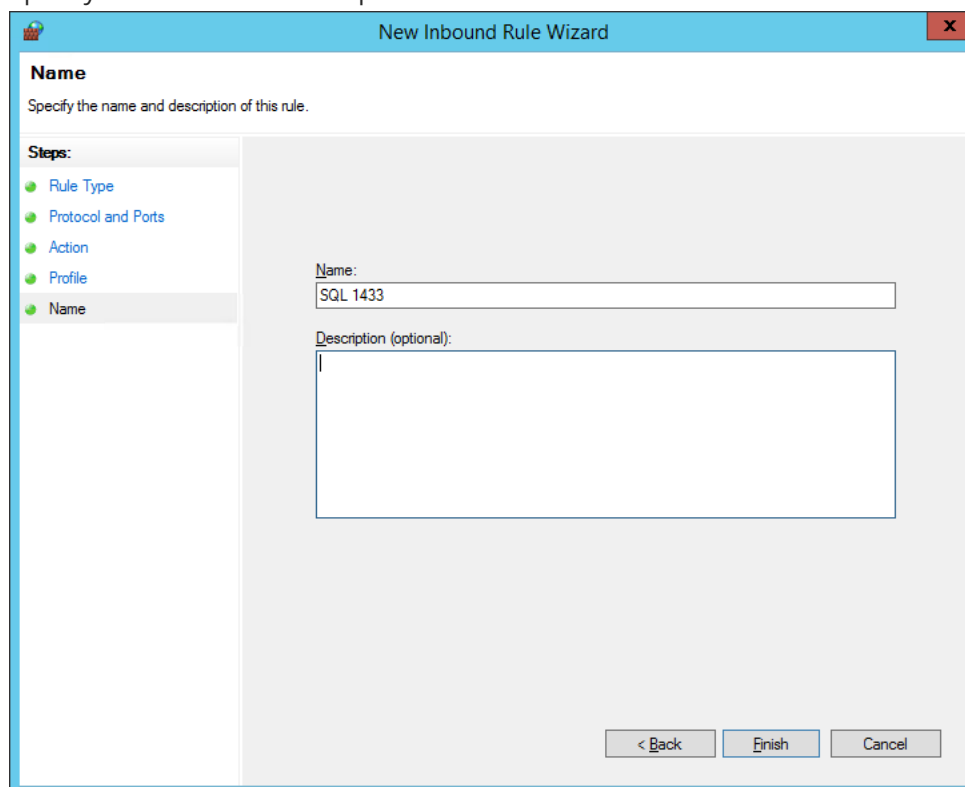 New Inbound Rule Wizard
x
Name
Specify the name and description of this rule.
Steps:
Rule Type
Protocol and Ports
Action
Profile
Name
Name:
SQL 1433
Description (optional):
< Back
Finish
Cancel